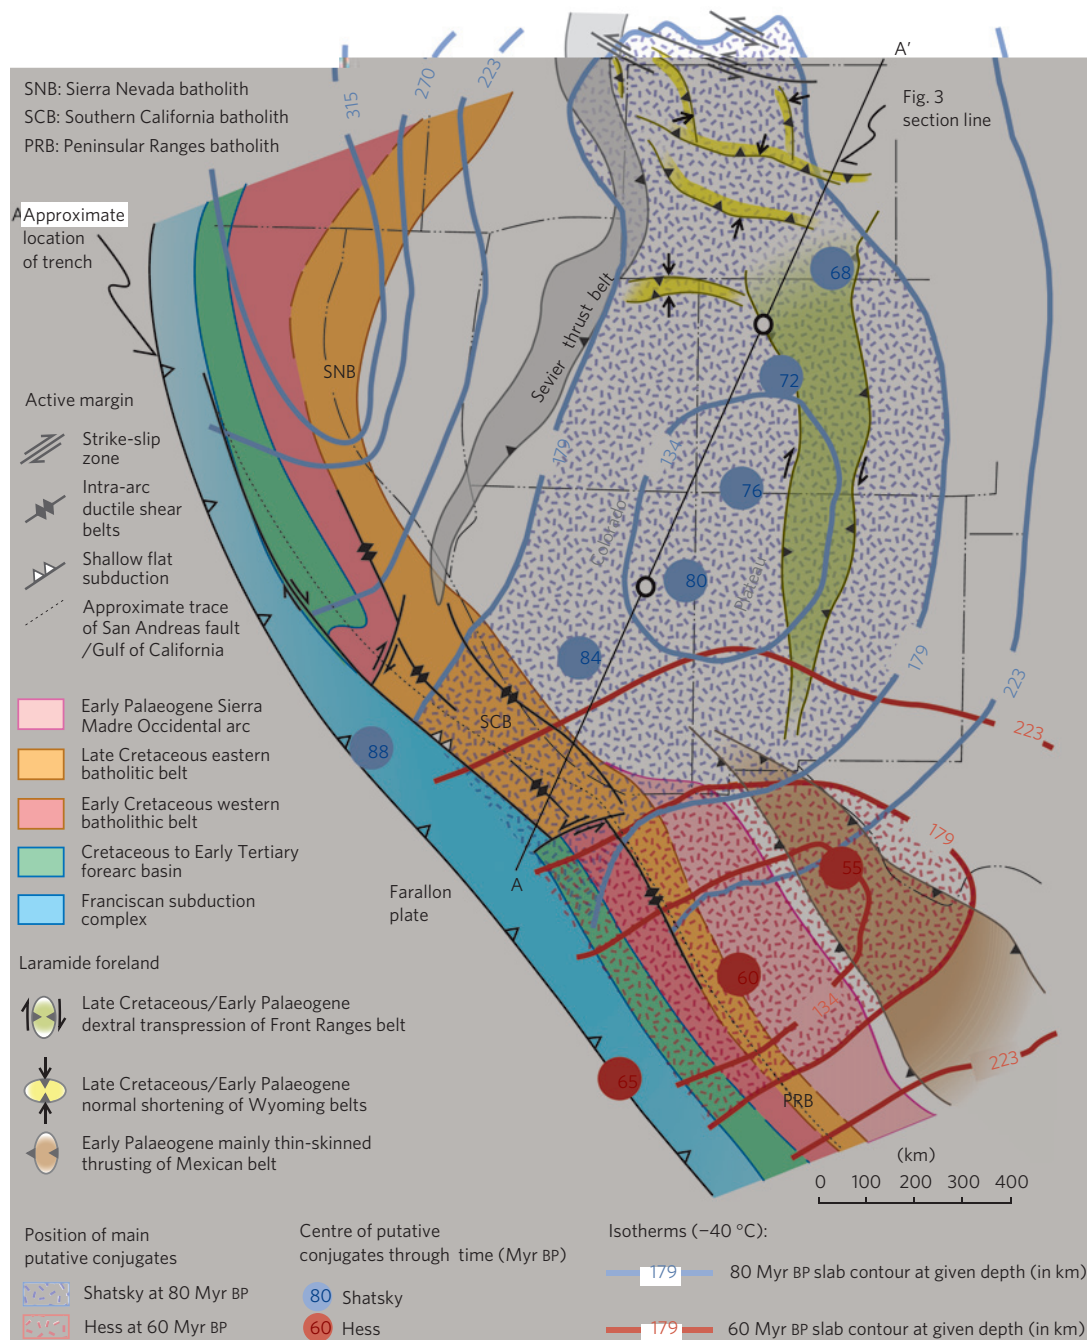 SNB: Sierra Nevada batholith
SCB: Southern California batholith
PRB: Peninsular Ranges batholith
315
270
223
A'
Fig. 3
section line
Approximate
location
of trench
Active margin
Strike-slip
zone
Intra-arc
ductile shear
belts
Shallow flat
subduction
Approximate trace
of San Andreas fault
/Gulf of California
Early Palaeogene Sierra
Madre Occidental arc
Late Cretaceous eastern
batholitic belt
Early Cretaceous western
batholithic belt
Cretaceous to Early Tertiary
forearc basin
Franciscan subduction
complex
Laramide foreland
Late Cretaceous/Early Palaeogene
dextral transpression of Front Ranges belt
Late Cretaceous/Early Palaeogene
normal shortening of Wyoming belts
Early Palaeogene mainly thin-skinned
thrusting of Mexican belt
SNB
Sevier thrust belt
68
72
179
134
76
Colorado
Plateau
80
84
179
223
SCB
88
223
179
55
A
Farallon
plate
60
134
65
223
PRB
(km)
0 100 200 300 400
Position of main
putative conjugates
Shatsky at 80 Myr BP
Hess at 60 Myr BP
Centre of putative
conjugates through time (Myr BP)
80 Shatsky
60 Hess
Isotherms (−40 °C):
179 80 Myr BP slab contour at given depth (in km)
179 60 Myr BP slab contour at given depth (in km)